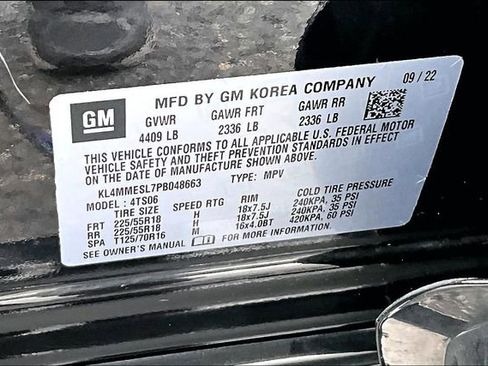 GM
MFD BY GM KOREA COMPANY 09 / 22
GVWR GAWR FRT GAWR RR
4409 LB 2336 LB 2336 LB
THIS VEHICLE CONFORMS TO ALL APPLICABLE U.S. FEDERAL MOTOR
VEHICLE SAFETY AND THEFT PREVENTION STANDARDS IN EFFECT
ON THE DATE OF MANUFACTURE SHOWN ABOVE.
KL4MMESL7PB048663 TYPE: MPV
MODEL : 4TS06
TIRE SIZE SPEED RTG RIM COLD TIRE PRESSURE
FRT 225/55R18 H 18x7.5J 240KPA, 35 PSI
RR 225/55R18 H 18x7.5J 240KPA, 35 PSI
SPA T125/70R16 M 16x4.0BT 420KPA, 60 PSI
SEE OWNER'S MANUAL i FOR MORE INFORMATION.